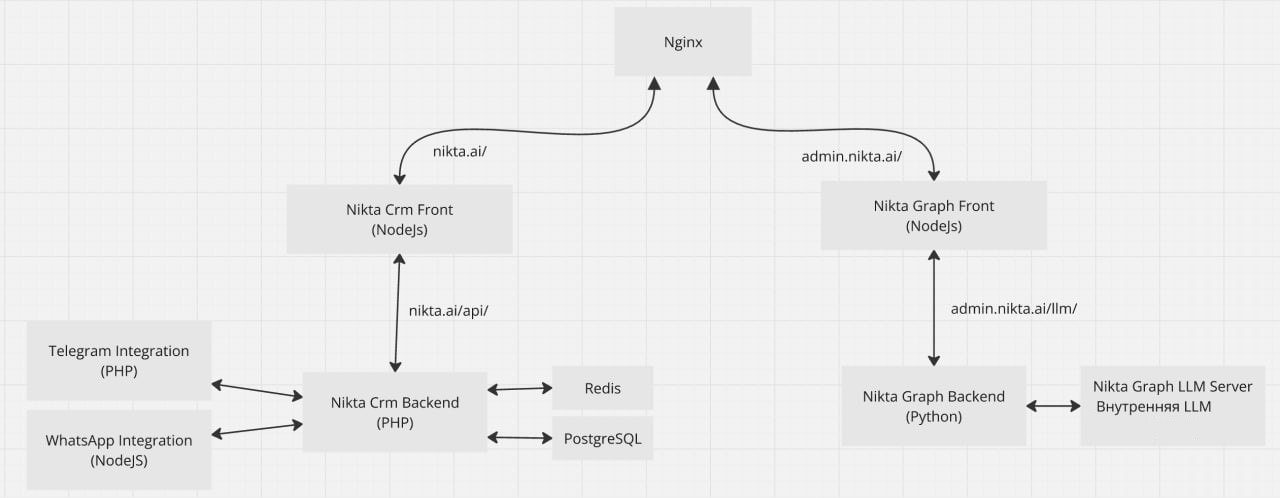 Nginx
nikta.ai/
admin.nikta.ai/
Nikta Crm Front
(NodeJs)
Nikta Graph Front
(NodeJs)
nikta.ai/api/
admin.nikta.ai/llm/
Telegram Integration
(PHP)
WhatsApp Integration
(NodeJS)
Nikta Crm Backend
(PHP)
Redis
PostgreSQL
Nikta Graph Backend
(Python)
Nikta Graph LLM Server
Внутренняя LLM